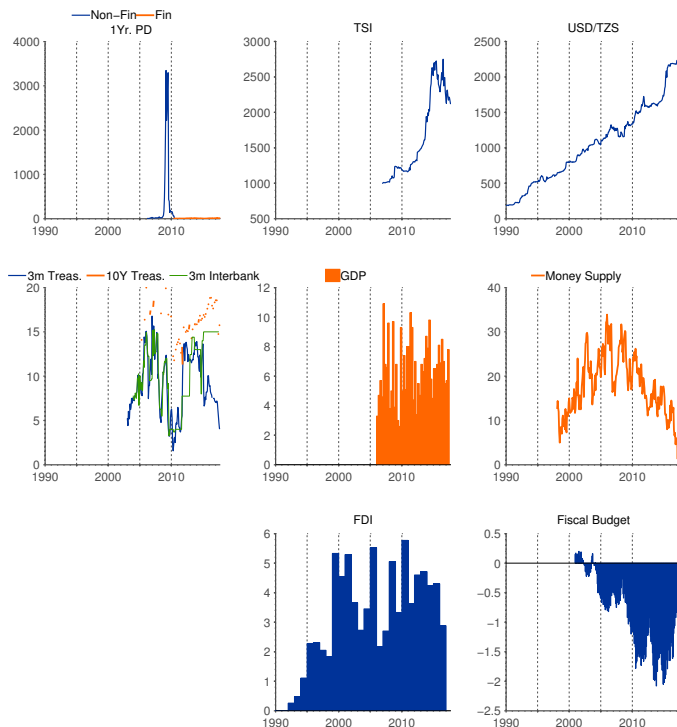 Non−Fin Fin
1Yr. PD
4000
3000
2000
1000
0
1990 2000 2010
TSI
3000
2500
2000
1500
1000
500
1990 2000 2010
USD/TZS
2500
2000
1500
1000
500
0
1990 2000 2010
3m Treas. 10Y Treas. 3m Interbank
20
15
10
5
0
1990 2000 2010
GDP
12
10
8
6
4
2
0
1990 2000 2010
Money Supply
40
30
20
10
0
1990 2000 2010
FDI
6
5
4
3
2
1
0
1990 2000 2010
Fiscal Budget
0.5
0
−0.5
−1
−1.5
−2
−2.5
1990 2000 2010